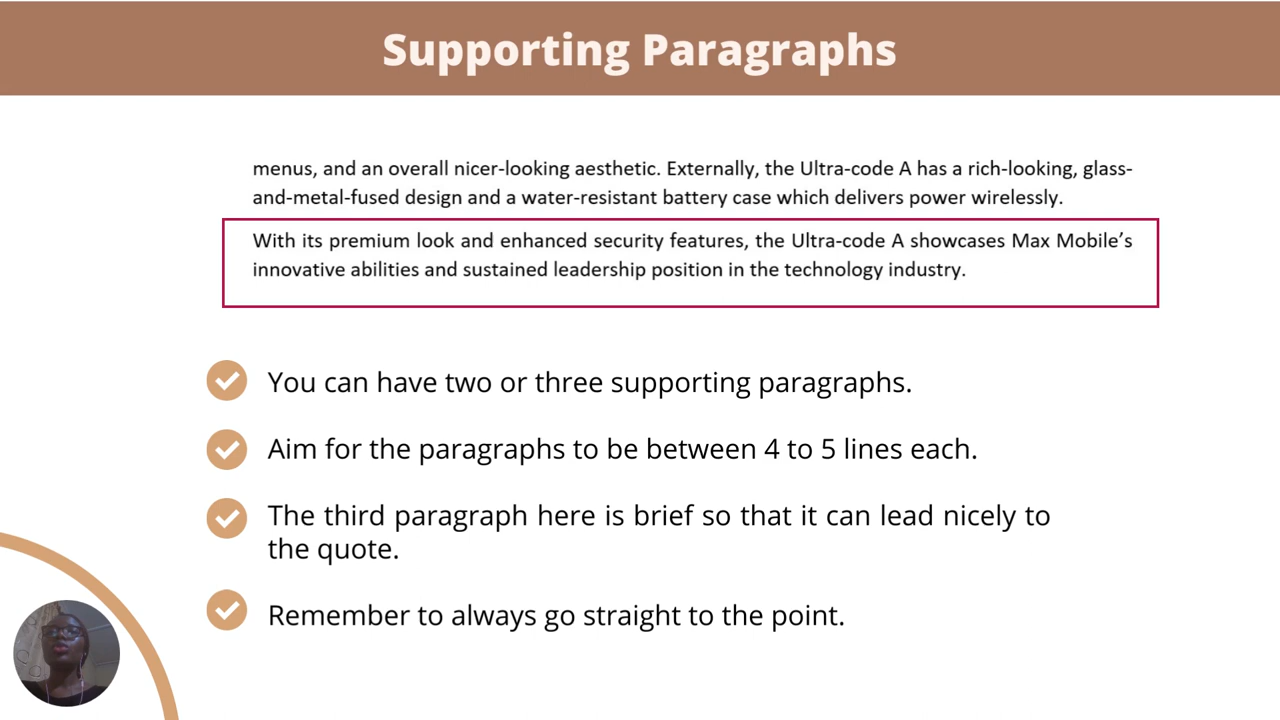 Supporting Paragraphs
menus, and an overall nicer-looking aesthetic. Externally, the Ultra-code A has a rich-looking, glass-
and-metal-fused design and a water-resistant battery case which delivers power wirelessly.
With its premium look and enhanced security features, the Ultra-code A showcases Max Mobile’s
innovative abilities and sustained leadership position in the technology industry.
You can have two or three supporting paragraphs.
Aim for the paragraphs to be between 4 to 5 lines each.
The third paragraph here is brief so that it can lead nicely to
the quote.
Remember to always go straight to the point.